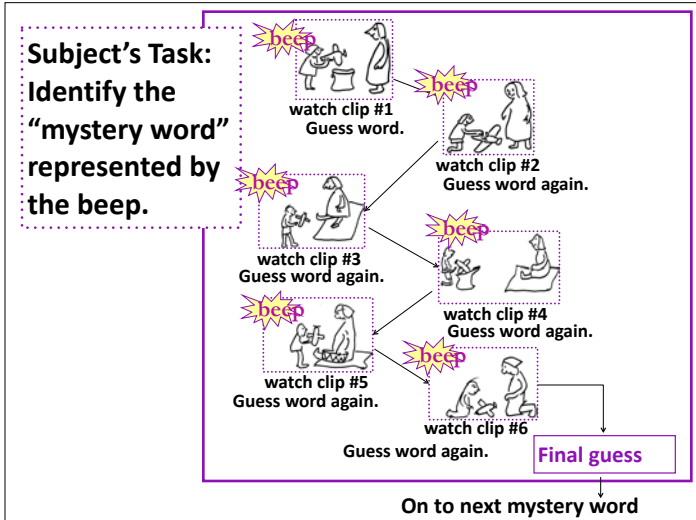 Subject’s Task:
Identify the
“mystery word”
represented by
the beep.
beep
watch clip #1
Guess word.
beep
watch clip #2
Guess word again.
beep
watch clip #3
Guess word again.
beep
watch clip #4
Guess word again.
beep
watch clip #5
Guess word again.
beep
watch clip #6
Guess word again.
Final guess
On to next mystery word